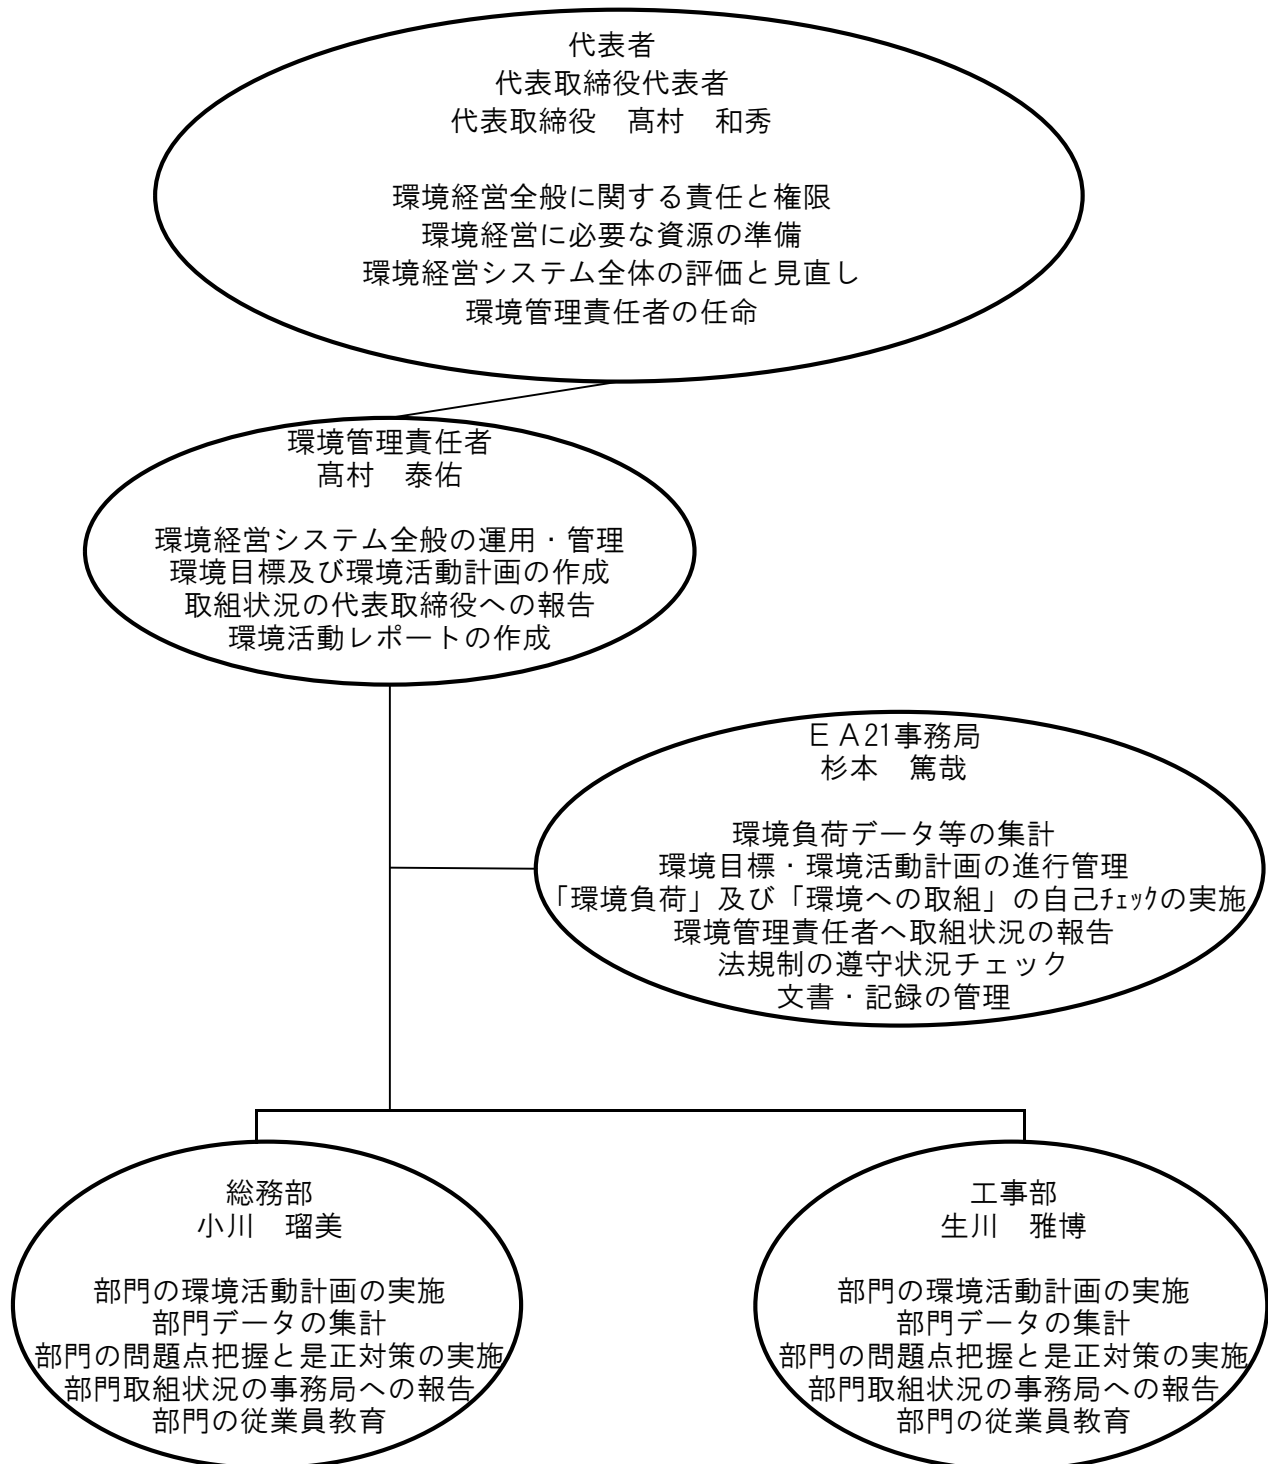 代表者
代表取締役代表者
代表取締役　髙村　和秀
環境経営全般に関する責任と権限
環境経営に必要な資源の準備
環境経営システム全体の評価と見直し
環境管理責任者の任命
環境管理責任者
髙村　泰佑
環境経営システム全般の運用・管理
環境目標及び環境活動計画の作成
取組状況の代表取締役への報告
環境活動レポートの作成
ＥＡ21事務局
杉本　篤哉
環境負荷データ等の集計
環境目標・環境活動計画の進行管理
「環境負荷」及び「環境への取組」の自己ﾁｪｯｸの実施
環境管理責任者へ取組状況の報告
法規制の遵守状況チェック
文書・記録の管理
総務部
小川　瑠美
部門の環境活動計画の実施
部門データの集計
部門の問題点把握と是正対策の実施
部門取組状況の事務局への報告
部門の従業員教育
工事部
生川　雅博
部門の環境活動計画の実施
部門データの集計
部門の問題点把握と是正対策の実施
部門取組状況の事務局への報告
部門の従業員教育